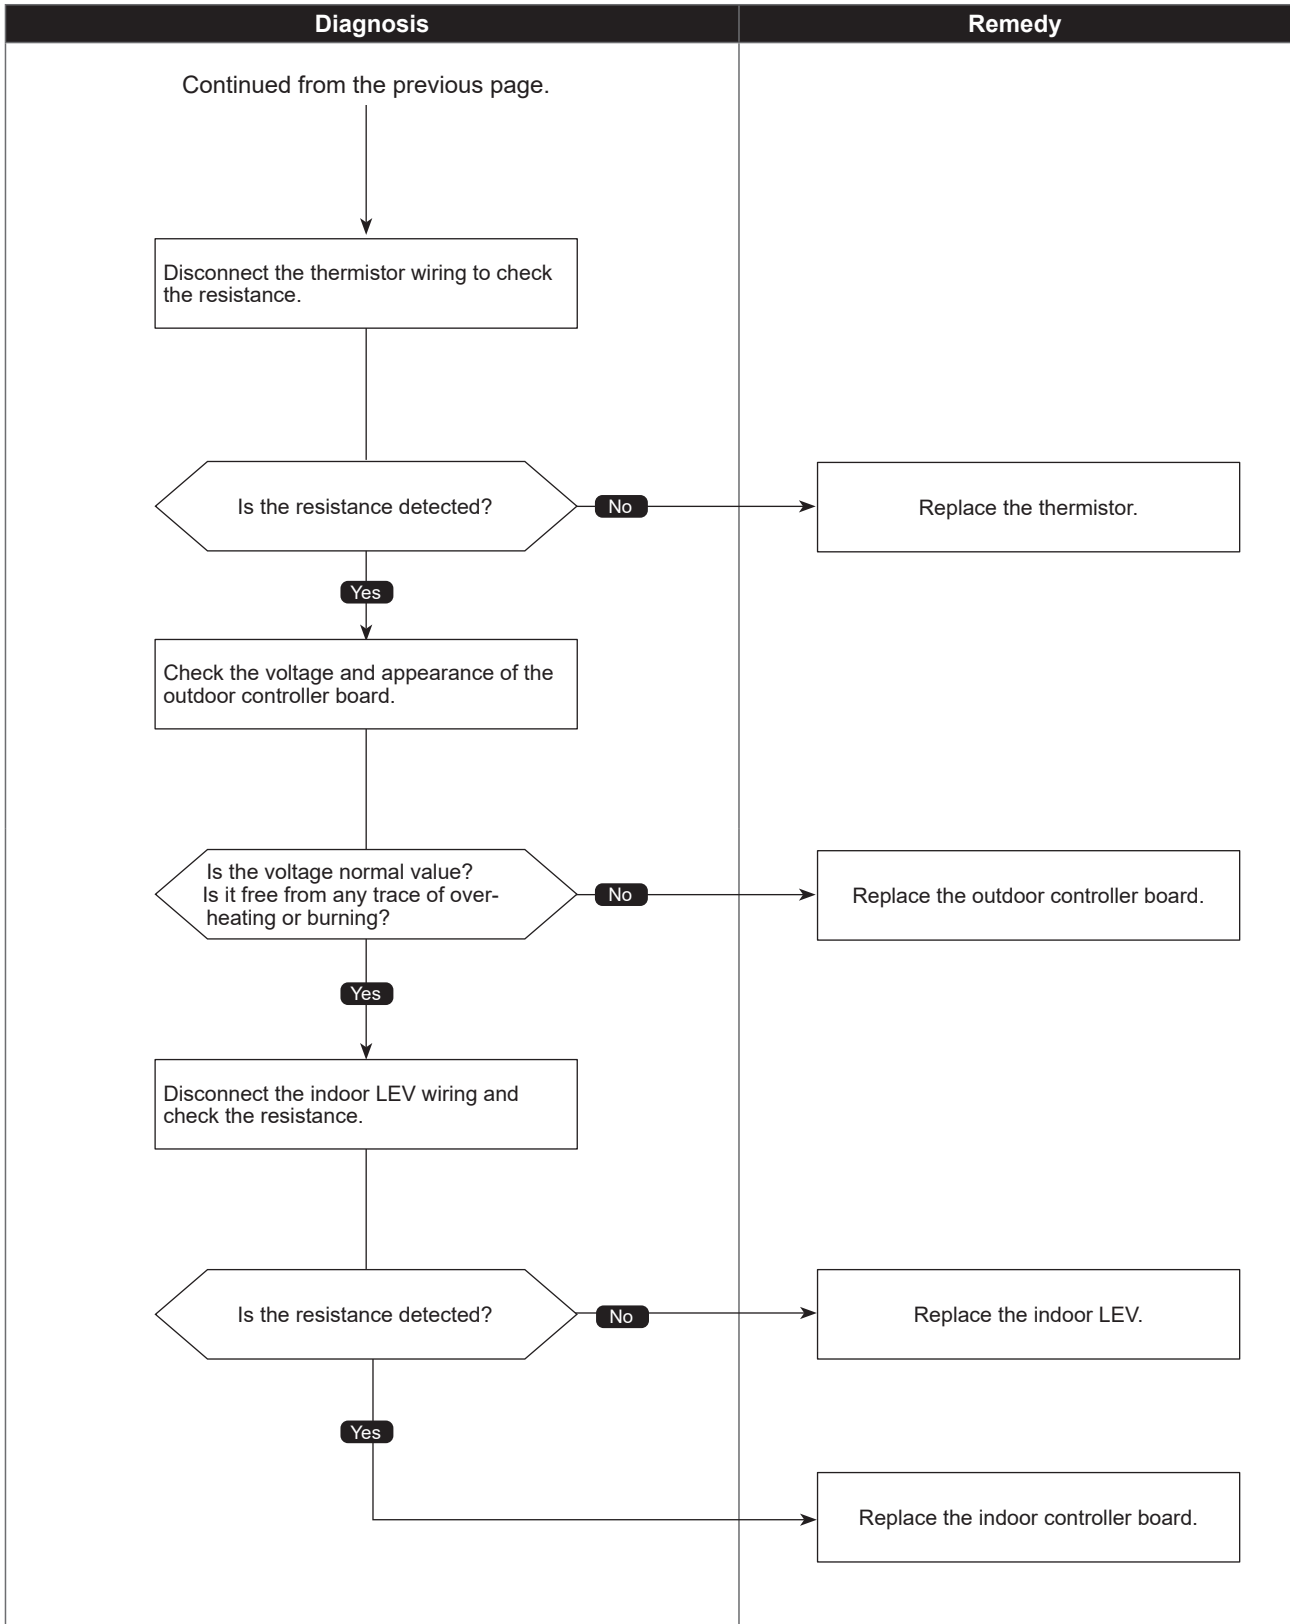 Diagnosis
Remedy
Continued from the previous page.
Disconnect the thermistor wiring to check
the resistance.
Is the resistance detected?
No
Replace the thermistor.
Yes
Check the voltage and appearance of the
outdoor controller board.
Is the voltage normal value?
Is it free from any trace of over-
heating or burning?
No
Replace the outdoor controller board.
Yes
Disconnect the indoor LEV wiring and
check the resistance.
Is the resistance detected?
No
Replace the indoor LEV.
Yes
Replace the indoor controller board.